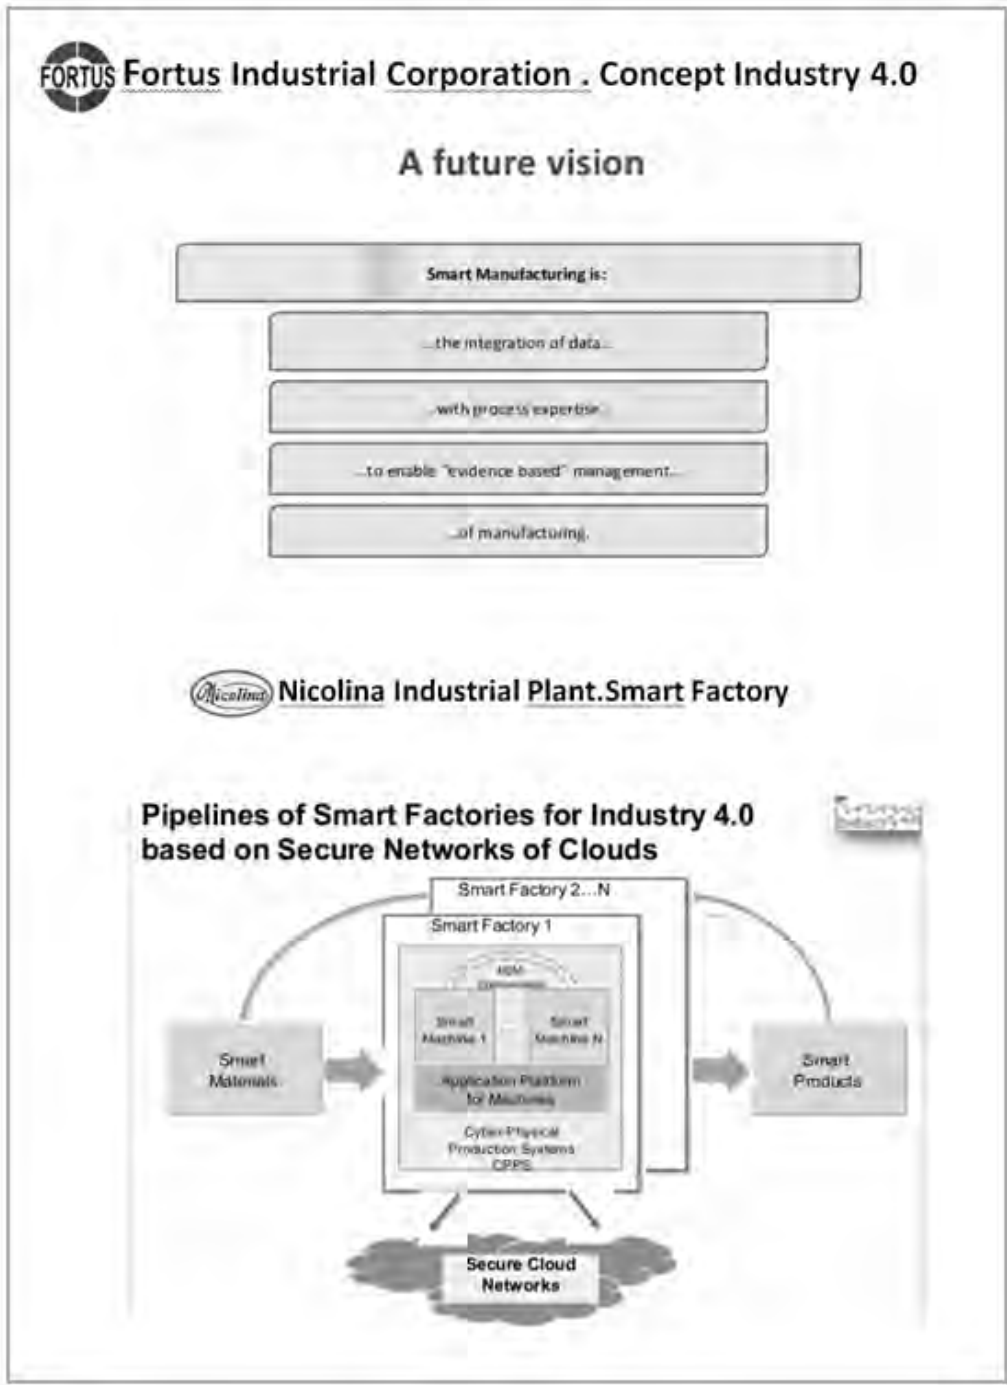 FORTUS Fortus Industrial Corporation . Concept Industry 4.0
A future vision
Smart Manufacturing is:
...the integration of data...
...with process expertise...
...to enable "evidence based" management...
...of manufacturing.
Nicolina Nicolina Industrial Plant.Smart Factory
Pipelines of Smart Factories for Industry 4.0
based on Secure Networks of Clouds
Smart Factory 2...N
Smart Factory 1
M2M
Smart
Machine 1
Smart
Machine N
Smart
Materials
Smart
Products
Application Platform
for Machines
Cyber-Physical
Production Systems
CPPS
Secure Cloud
Networks